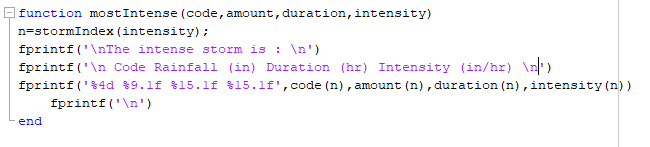 function mostIntense(code,amount,duration,intensity)
n=stormIndex(intensity);
fprintf('\nThe intense storm is : \n')
fprintf('\n Code Rainfall (in) Duration (hr) Intensity (in/hr) \n')
fprintf('%4d %9.1f %15.1f %15.1f',code(n),amount(n),duration(n),intensity(n))
    fprintf('\n')
end